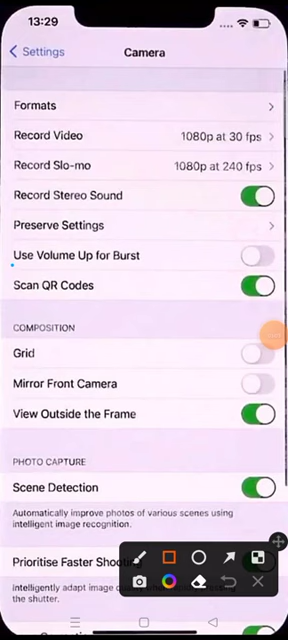 13:29
Settings
Camera
Formats
Record Video 1080p at 30 fps
Record Slo-mo 1080p at 240 fps
Record Stereo Sound
Preserve Settings
Use Volume Up for Burst
Scan QR Codes
COMPOSITION
Grid
Mirror Front Camera
View Outside the Frame
PHOTO CAPTURE
Scene Detection
Automatically improve photos of various scenes using
intelligent image recognition.
Prioritise Faster Shooting
Intelligently adapt image
the shutter.